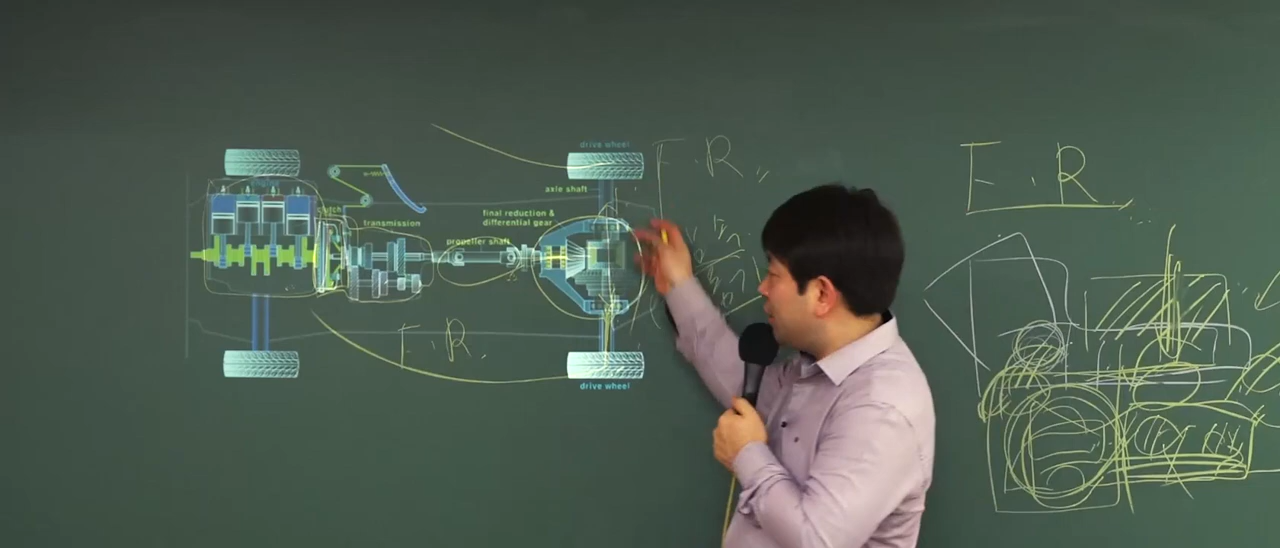 drive wheel
F.R.
F.R
axle shaft
clutch
transmission
final reduction &
differential gear
propeller shaft
F.R.
drive wheel